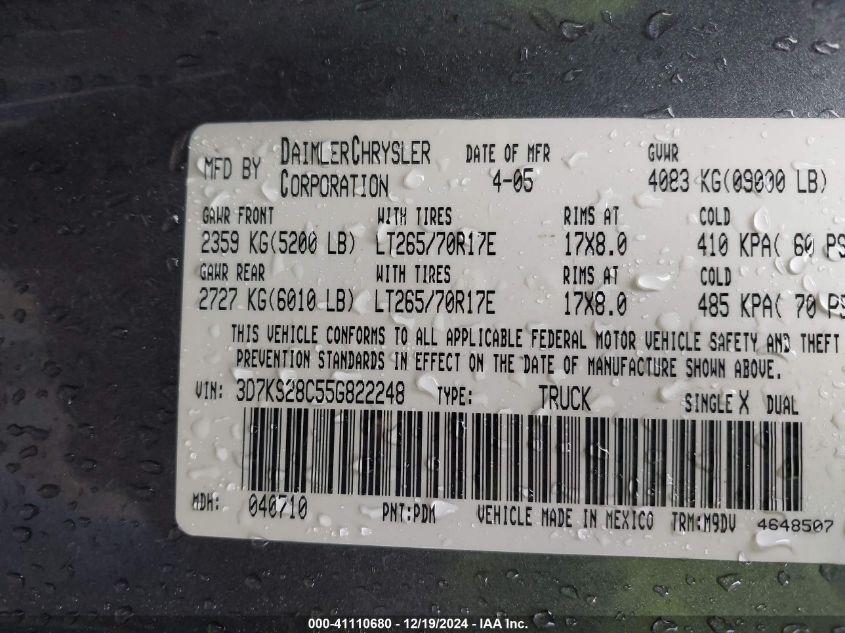 MFD BY DAIMLERCHRYSLER CORPORATION DATE OF MFR 4-05 GVWR 4083 KG(09000 LB)
GAWR FRONT WITH TIRES RIMS AT COLD
2359 KG(5200 LB) LT265/70R17E 17X8.0 410 KPA( 60 PS
GAWR REAR WITH TIRES RIMS AT COLD
2727 KG(6010 LB) LT265/70R17E 17X8.0 485 KPA( 70 PS
THIS VEHICLE CONFORMS TO ALL APPLICABLE FEDERAL MOTOR VEHICLE SAFETY AND THEFT
PREVENTION STANDARDS IN EFFECT ON THE DATE OF MANUFACTURE SHOWN ABOVE.
VIN: 3D7KS28C55G822248 TYPE: TRUCK SINGLE X DUAL
MDH: 040710 PNT:PDM VEHICLE MADE IN MEXICO TRM:M9DV 4648507
000-41110680 - 12/19/2024 - IAA Inc.